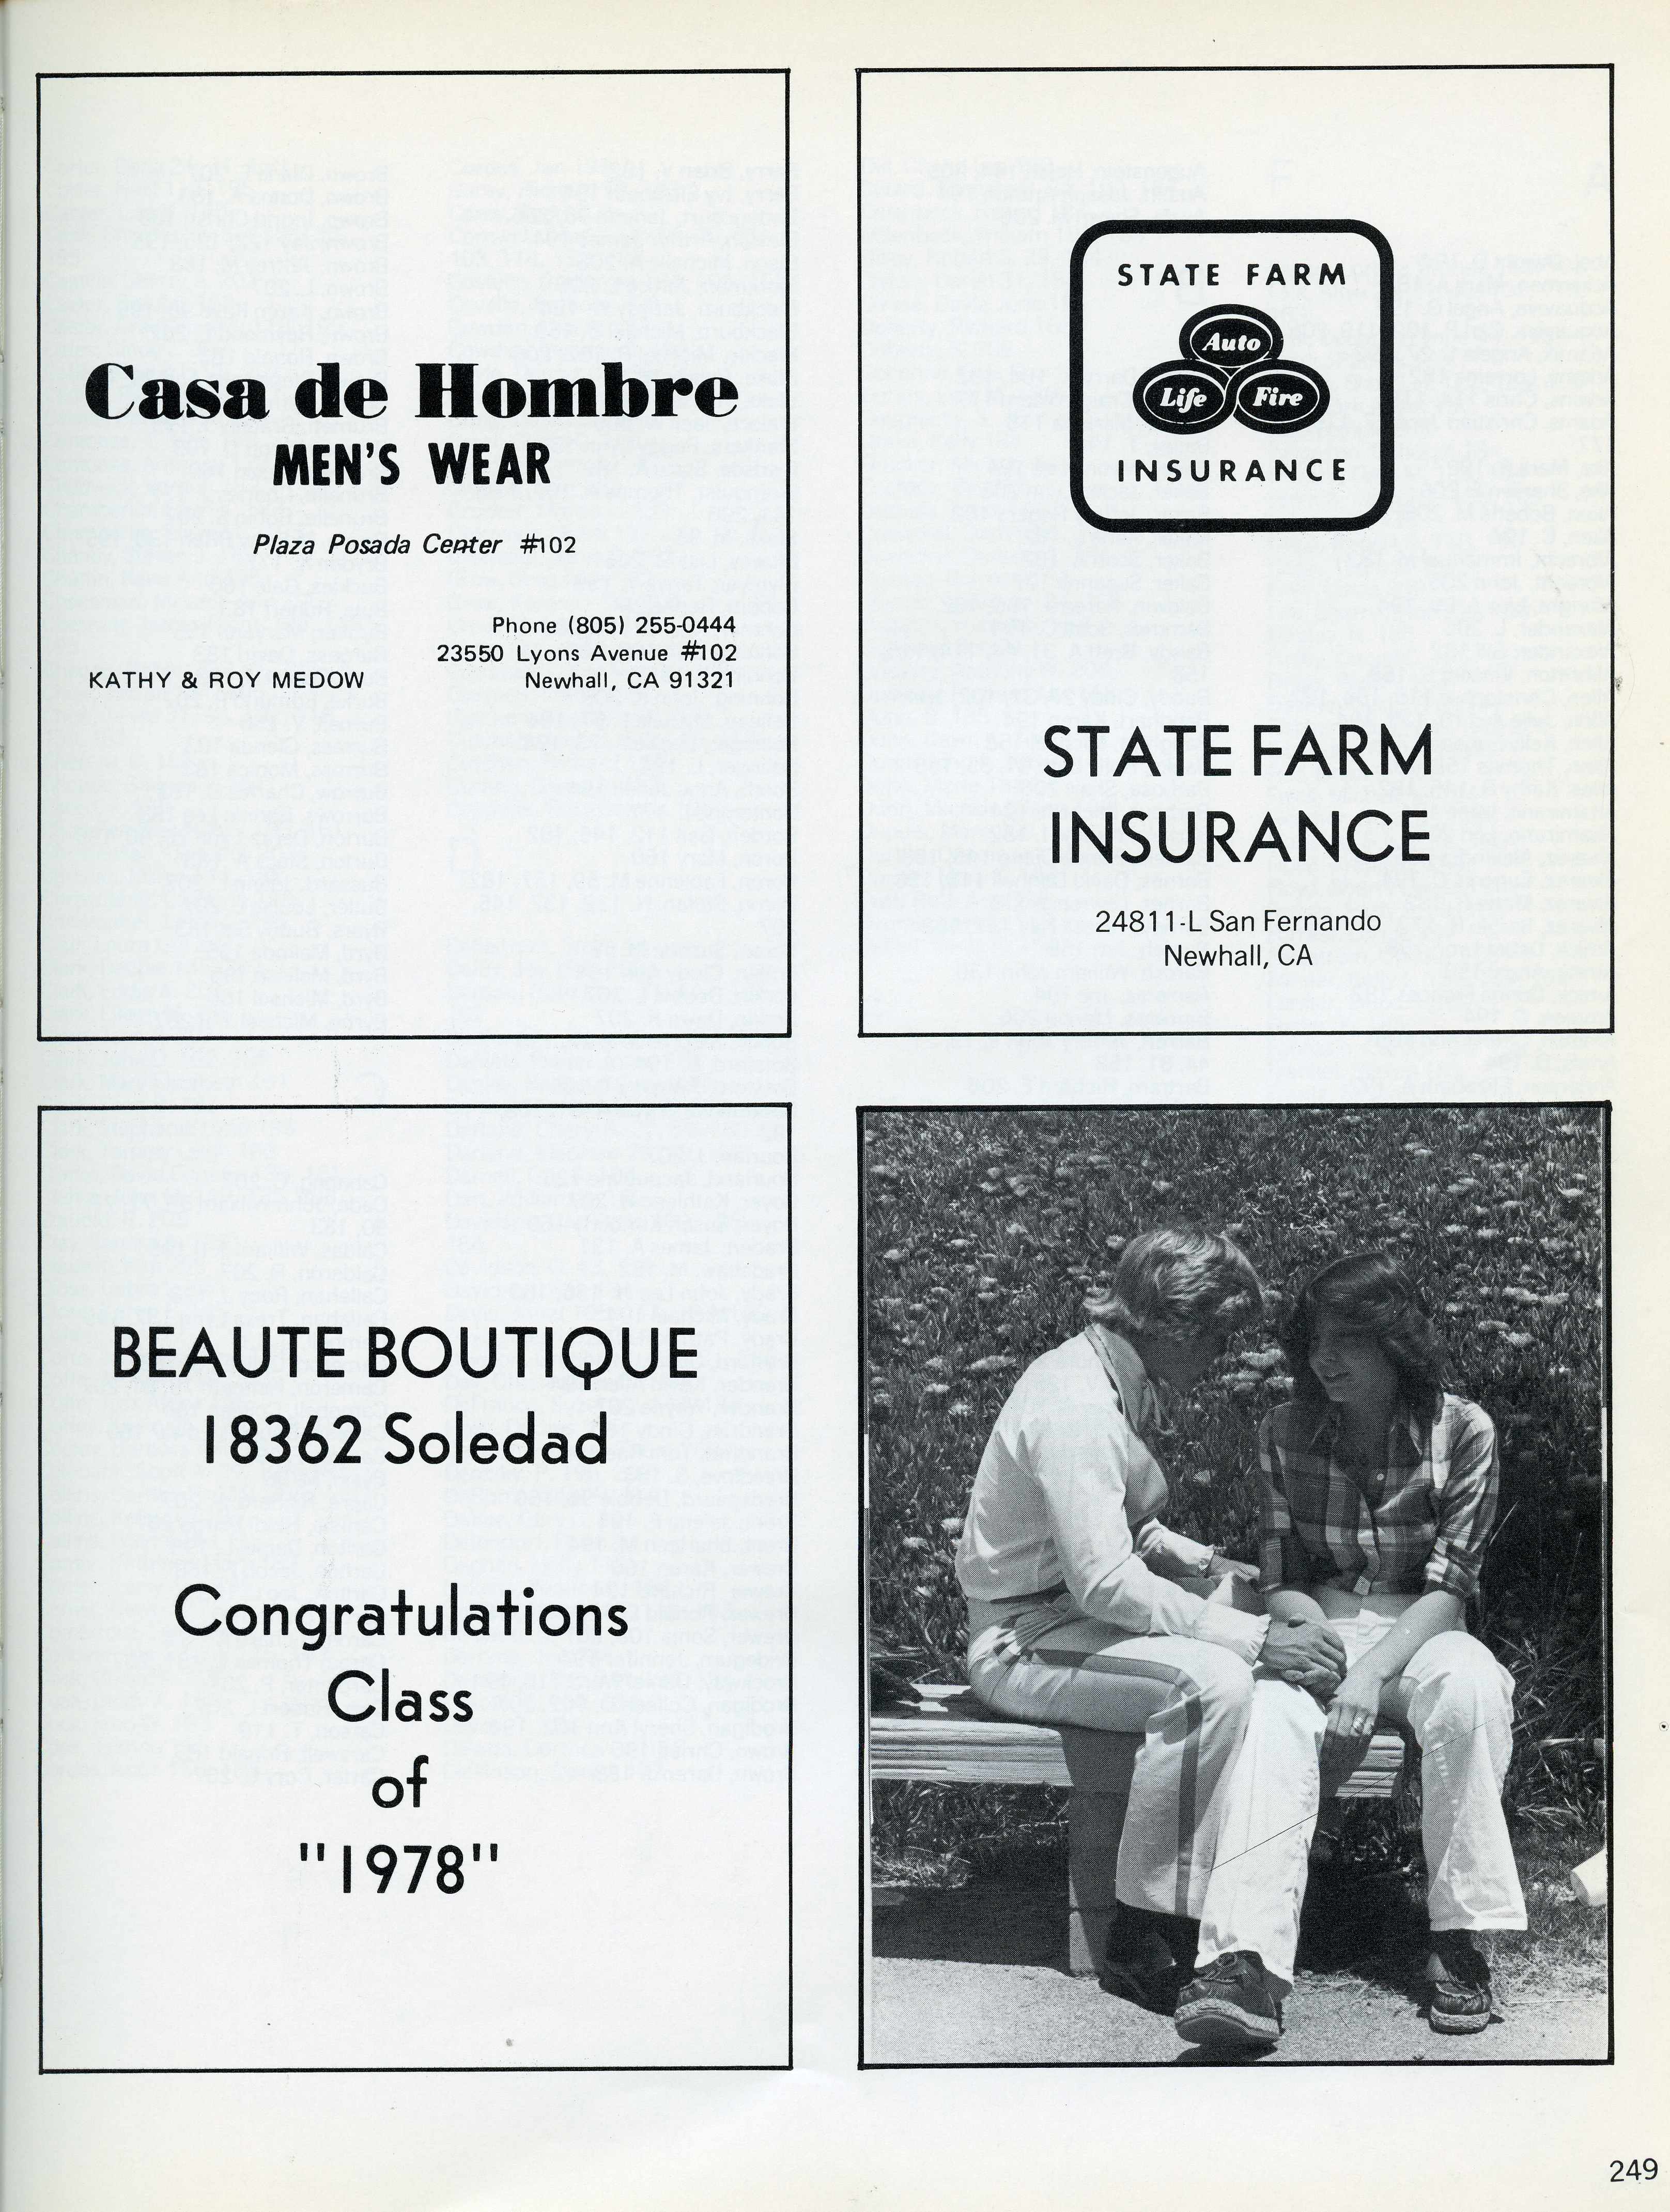 Casa de Hombre
MEN'S WEAR
Plaza Posada Center #102
Phone (805) 255-0444
23550 Lyons Avenue #102
KATHY & ROY MEDOW
Newhall, CA 91321
STATE FARM
Auto
Life Fire
INSURANCE
STATE FARM
INSURANCE
24811-L San Fernando
Newhall, CA
BEAUTE BOUTIQUE
18362 Soledad
Congratulations
Class
of
"1978"
249